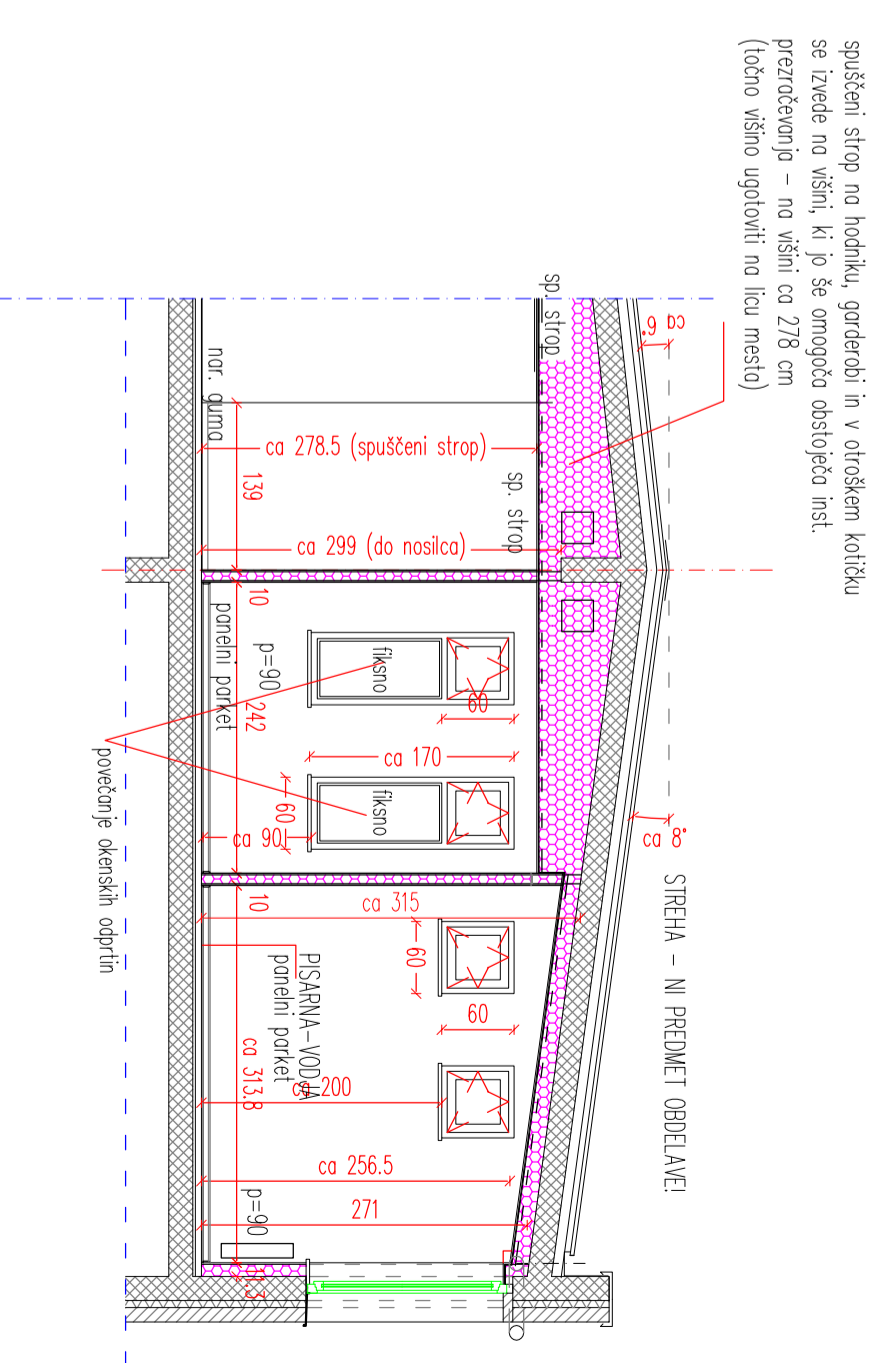 spuščeni strop na hodniku, garderobi in v otroškem kotičku
se izvede na višini, ki jo še omogoča obstoječa inst.
prezračevanja - na višini ca 278 cm
(točno višino ugotoviti na licu mesta)
STREHA - NI PREDMET OBDELAVE!
ca 6°
ca 8°
sp. strop
sp. strop
nar. guma
ca 278.5 (spuščeni strop)
139
ca 299 (do nosilca)
10
panelni parket
p=90
242
fiksno
60
ca 170
fiksno
60
ca 90
povečanje okenskih odprtin
10
ca 315
60
60
PISARNA-VODJA
panelni parket
ca 200
ca 313.8
ca 256.5
271
p=90